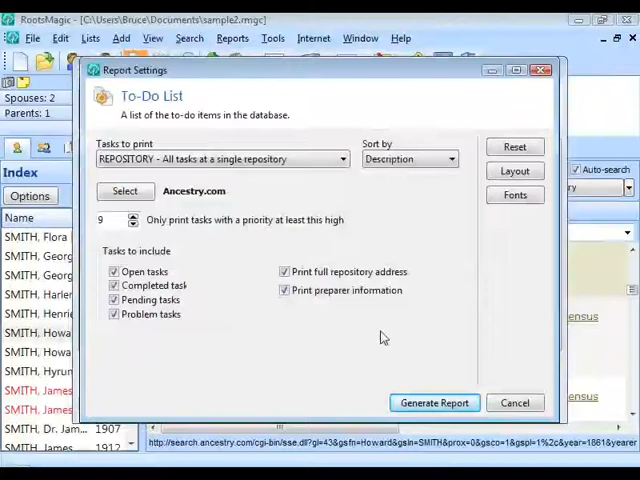 RootsMagic - [C:\Users\Bruce\Documents\sample2.rmgc]
File Edit Lists Add View Search Reports Tools Internet Window Help
Spouses: 2
Parents: 1
Index
Options
Name
SMITH, Flora
SMITH, Georg
SMITH, Georg
SMITH, Harler
SMITH, Henrie
SMITH, Howa
SMITH, Howa
SMITH, Hyrun
SMITH, James
SMITH, James
SMITH, Dr. Jam 1907
SMITH, James 1912
Report Settings
To-Do List
A list of the to-do items in the database.
Tasks to print
REPOSITORY - All tasks at a single repository
Sort by
Description
Select Ancestry.com
9 Only print tasks with a priority at least this high
Tasks to include
Open tasks
Completed task
Pending tasks
Problem tasks
Print full repository address
Print preparer information
Reset
Layout
Fonts
Generate Report Cancel
Auto-search
ry
ensus
ensus
http://search.ancestry.com/cgi-bin/sse.dll?gl=43&gsfn=Howard&gsln=SMITH&prox=0&gsco=1&gspl=1%2c&year=1861&yearer